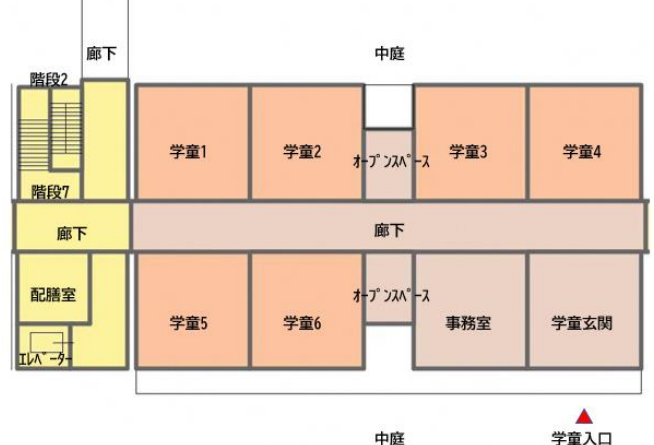 廊下
中庭
階段2
学童1
学童2
オープンスペース
学童3
学童4
階段7
廊下
廊下
配膳室
学童5
学童6
オープンスペース
事務室
学童玄関
エレベーター
中庭
学童入口